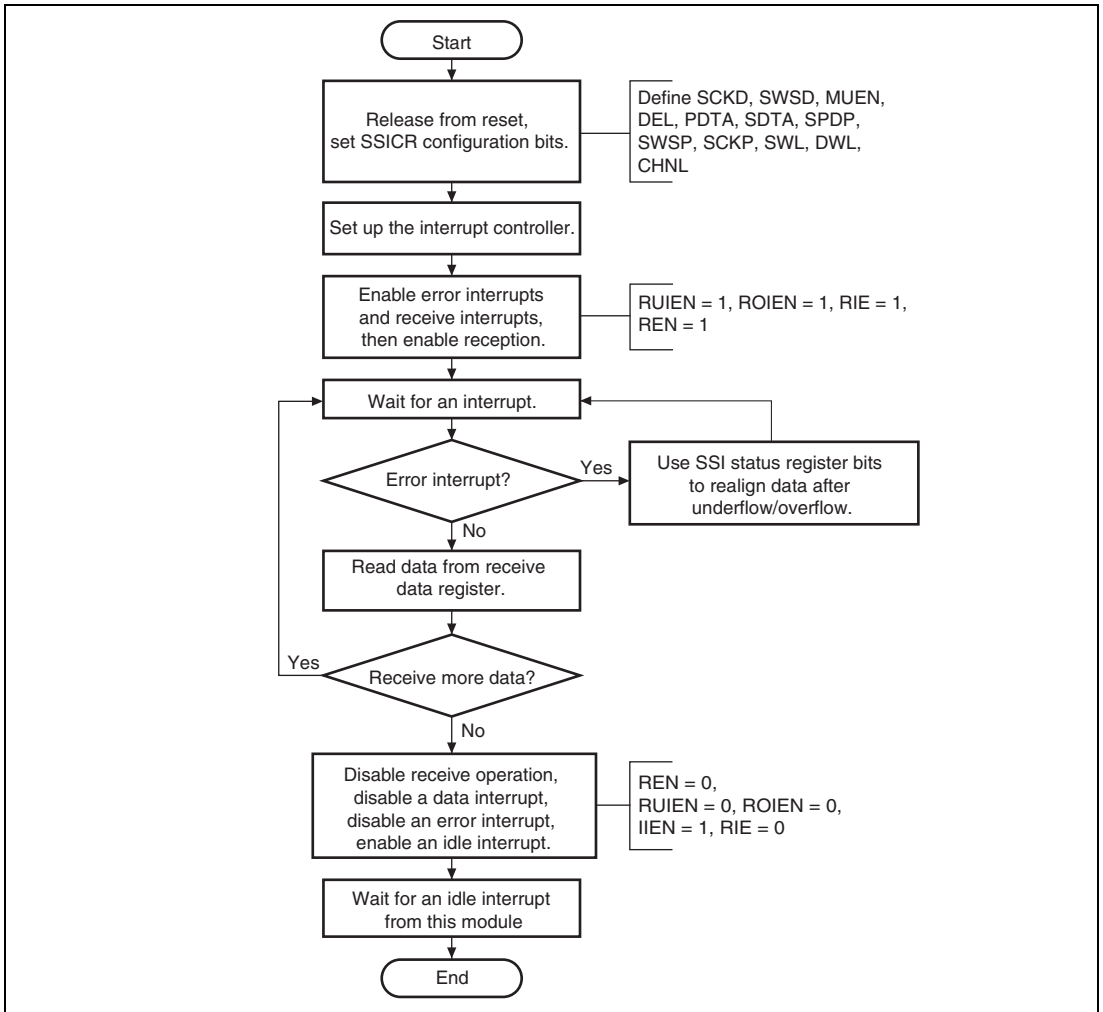 Start
Release from reset,
set SSICR configuration bits.
Define SCKD, SWSD, MUEN,
DEL, PDTA, SDTA, SPDP,
SWSP, SCKP, SWL, DWL,
CHNL
Set up the interrupt controller.
Enable error interrupts
and receive interrupts,
then enable reception.
RUIEN = 1, ROIEN = 1, RIE = 1,
REN = 1
Wait for an interrupt.
Error interrupt?
Yes
Use SSI status register bits
to realign data after
underflow/overflow.
No
Read data from receive
data register.
Yes
Receive more data?
No
Disable receive operation,
disable a data interrupt,
disable an error interrupt,
enable an idle interrupt.
REN = 0,
RUIEN = 0, ROIEN = 0,
IIEN = 1, RIE = 0
Wait for an idle interrupt
from this module
End